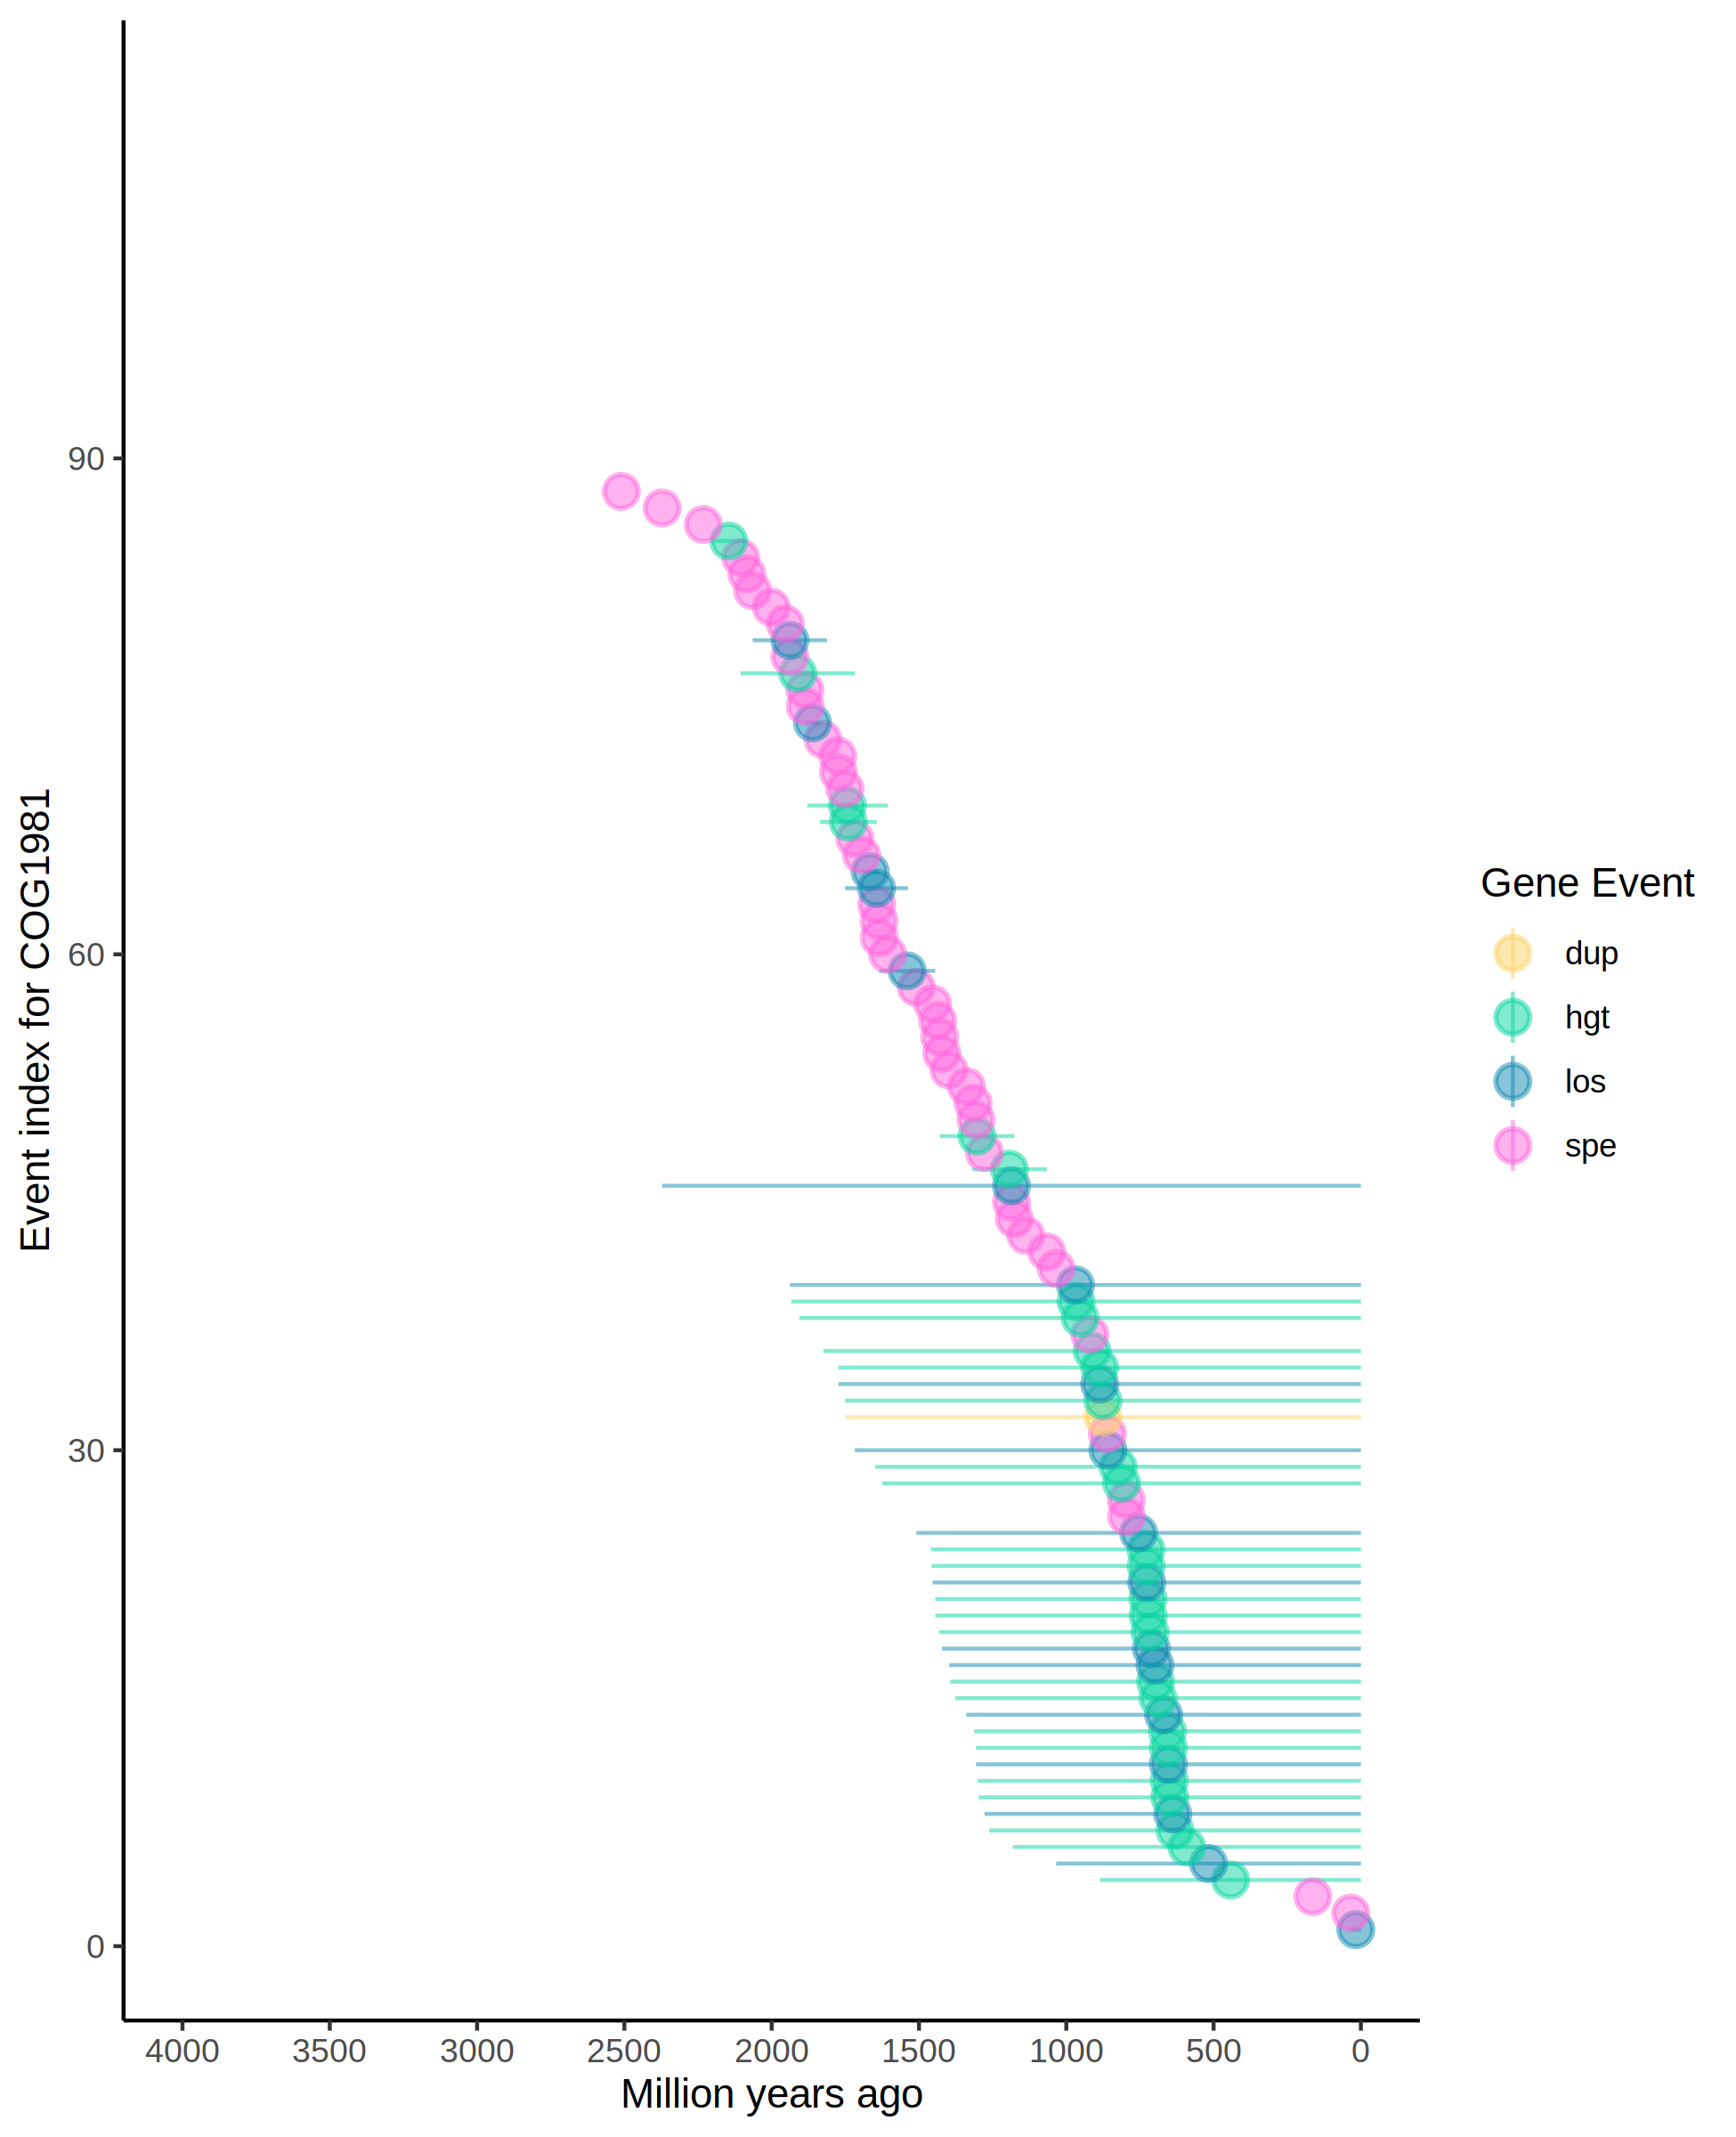 Event index for COG1981
90
60
30
0
4000 3500 3000 2500 2000 1500 1000 500 0
Million years ago
Gene Event
dup
hgt
los
spe